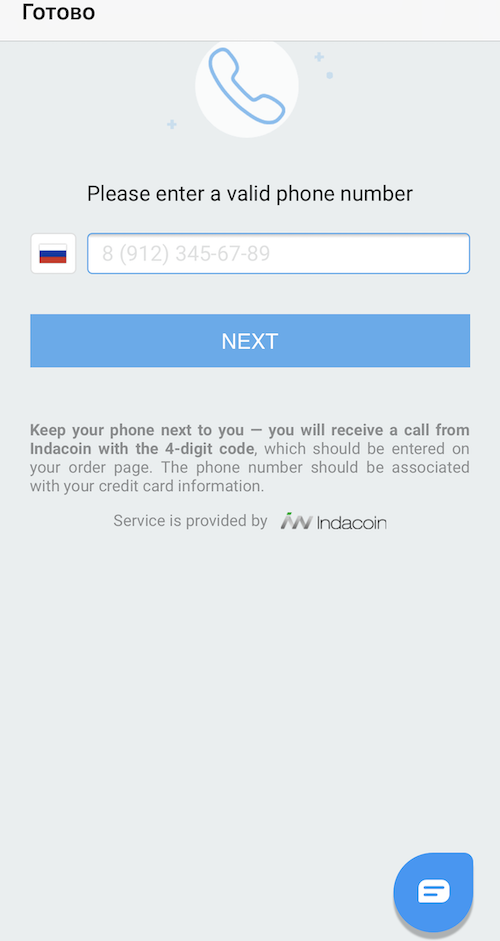 Готово
Please enter a valid phone number
8 (912) 345-67-89
NEXT
Keep your phone next to you — you will receive a call from
Indacoin with the 4-digit code, which should be entered on
your order page. The phone number should be associated
with your credit card information.
Service is provided by Indacoin